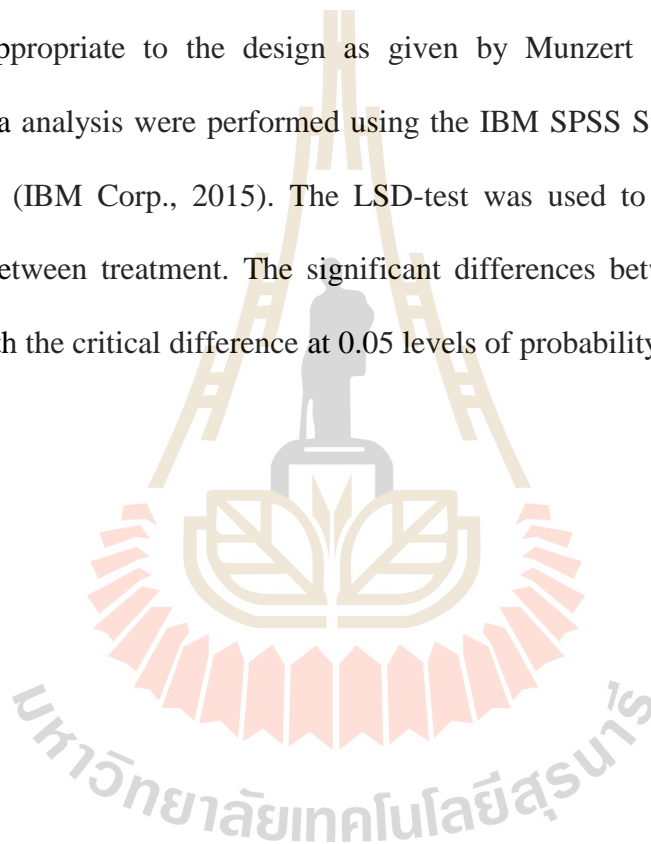 ppropriate to the design as given by Munzert
a analysis were performed using the IBM SPSS S
(IBM Corp., 2015). The LSD-test was used to
etween treatment. The significant differences betw
th the critical difference at 0.05 levels of probability
มหาวิทยาลัยเทคโนโลยีสุรนารี